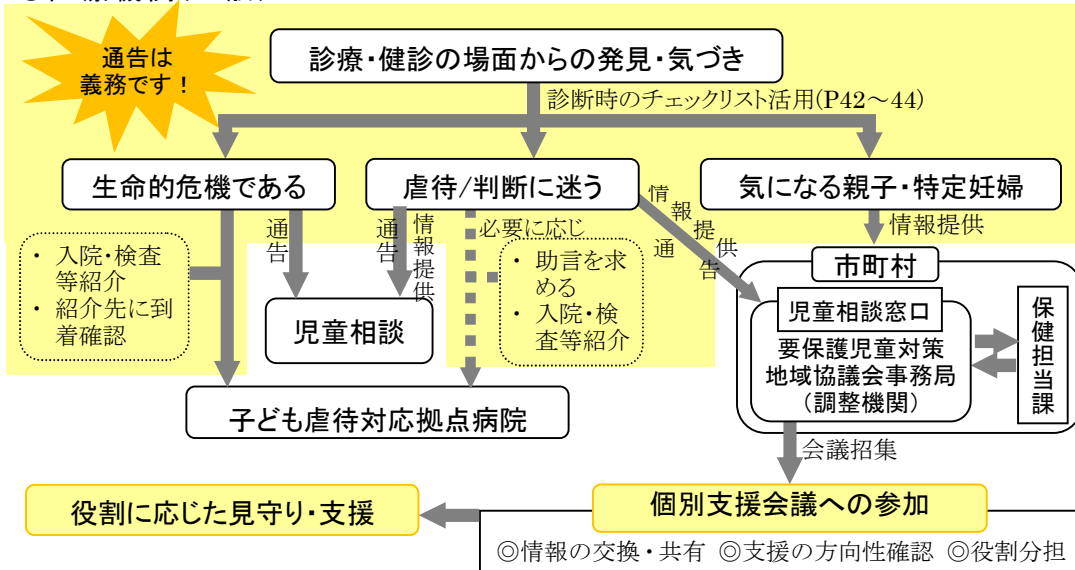 通告は
義務です！
診療・健診の場面からの発見・気づき
診断時のチェックリスト活用(P42～44)
生命的危機である
虐待/判断に迷う
気になる親子・特定妊婦
通告
通告
情報提供
必要に応じ
情報提供
通告
情報提供
・ 入院・検査
等紹介
・ 紹介先に到
着確認
・ 助言を求
める
・ 入院・検
査等紹介
児童相談
市町村
児童相談窓口
要保護児童対策
地域協議会事務局
（調整機関）
保健担当課
子ども虐待対応拠点病院
会議招集
役割に応じた見守り・支援
個別支援会議への参加
◎情報の交換・共有 ◎支援の方向性確認 ◎役割分担